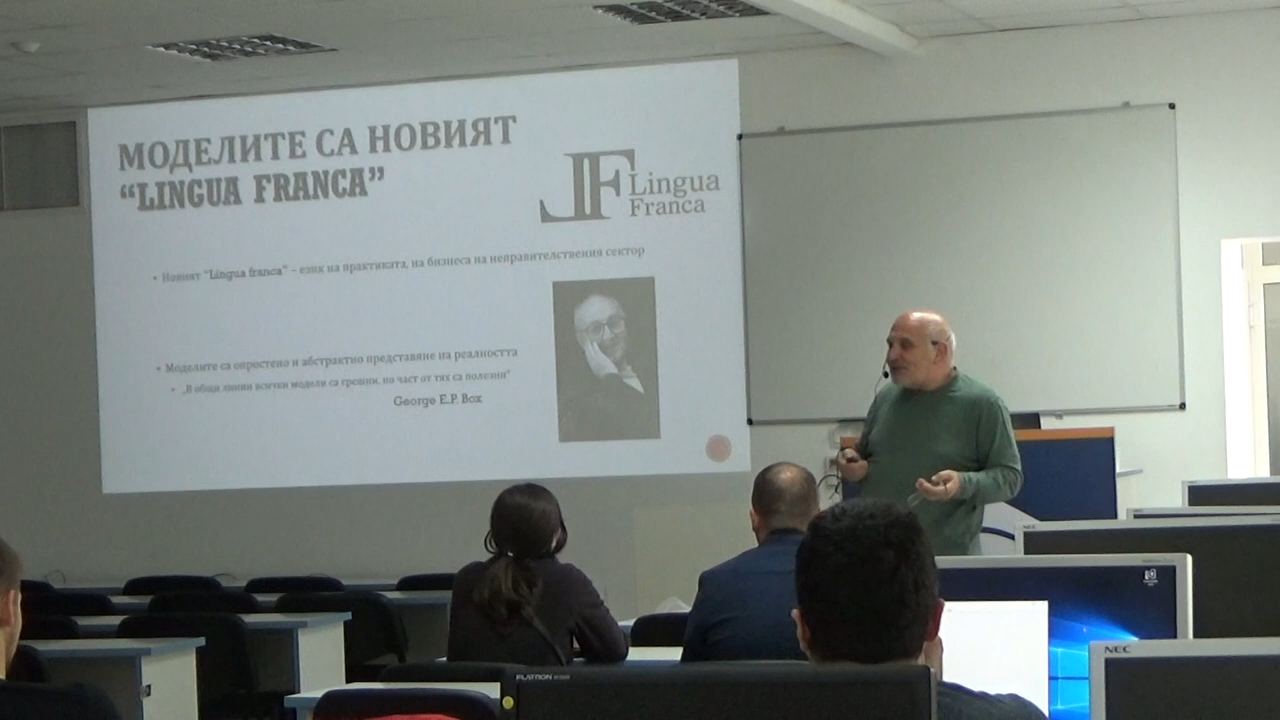 МОДЕЛИТЕ СА НОВИЯТ
“LINGUA FRANCA”
Lingua
Franca
• Новият “Lingua franca” – език на практиката, на бизнеса на неправителствения сектор
• Моделите са опростено и абстрактно представяне на реалността
• „В общи линии всички модели са грешни, но част от тях са полезни“
George E.P. Box
NEC
NEC
FLATRON